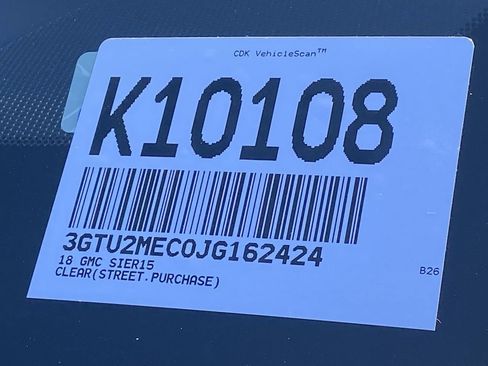 CDK VehicleScan™
K10108
3GTU2MEC0JG162424
18 GMC SIER15
CLEAR(STREET.PURCHASE)
B26